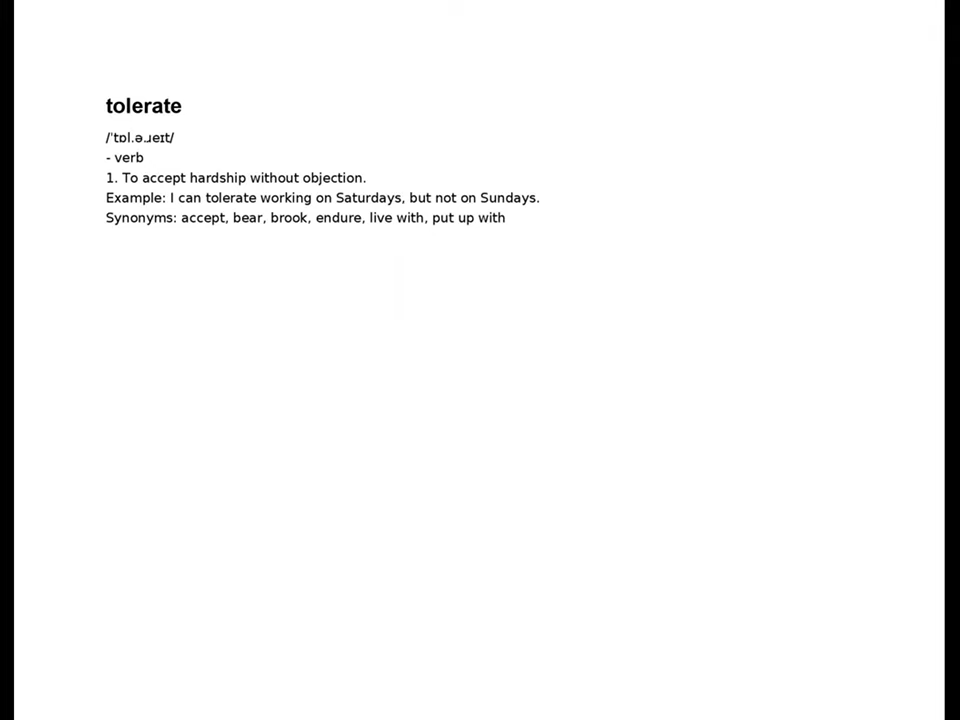 tolerate
/ˈtɒl.ə.ɹeɪt/
- verb
1. To accept hardship without objection.
Example: I can tolerate working on Saturdays, but not on Sundays.
Synonyms: accept, bear, brook, endure, live with, put up with